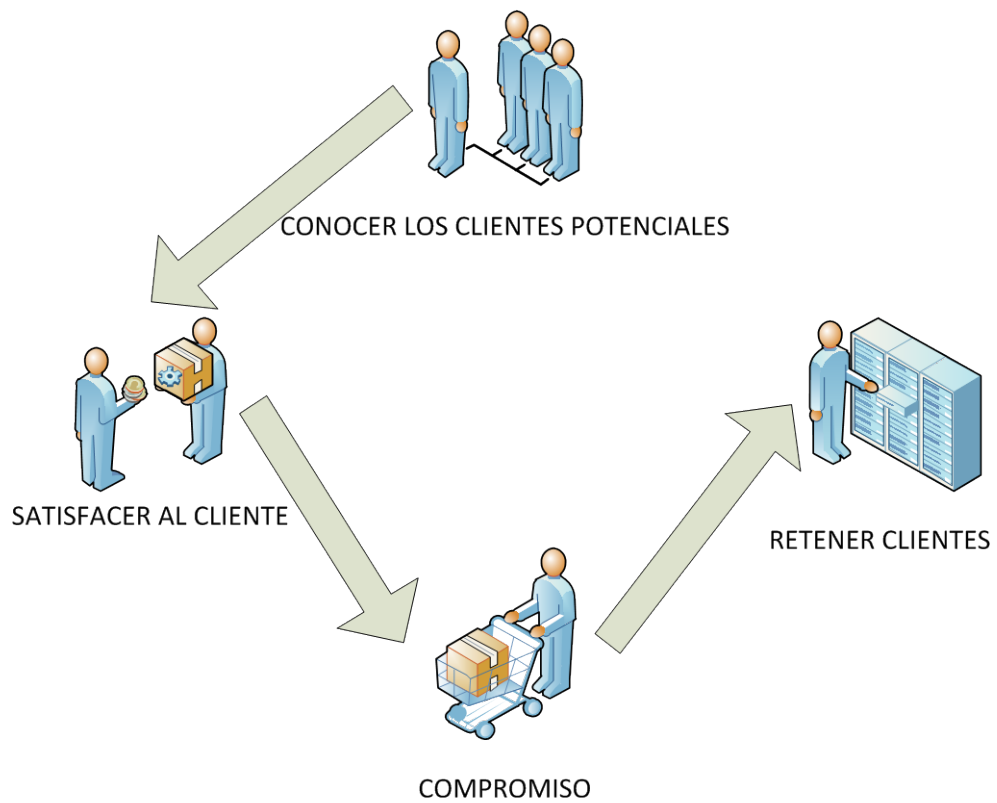 CONOCER LOS CLIENTES POTENCIALES
SATISFACER AL CLIENTE
COMPROMISO
RETENER CLIENTES